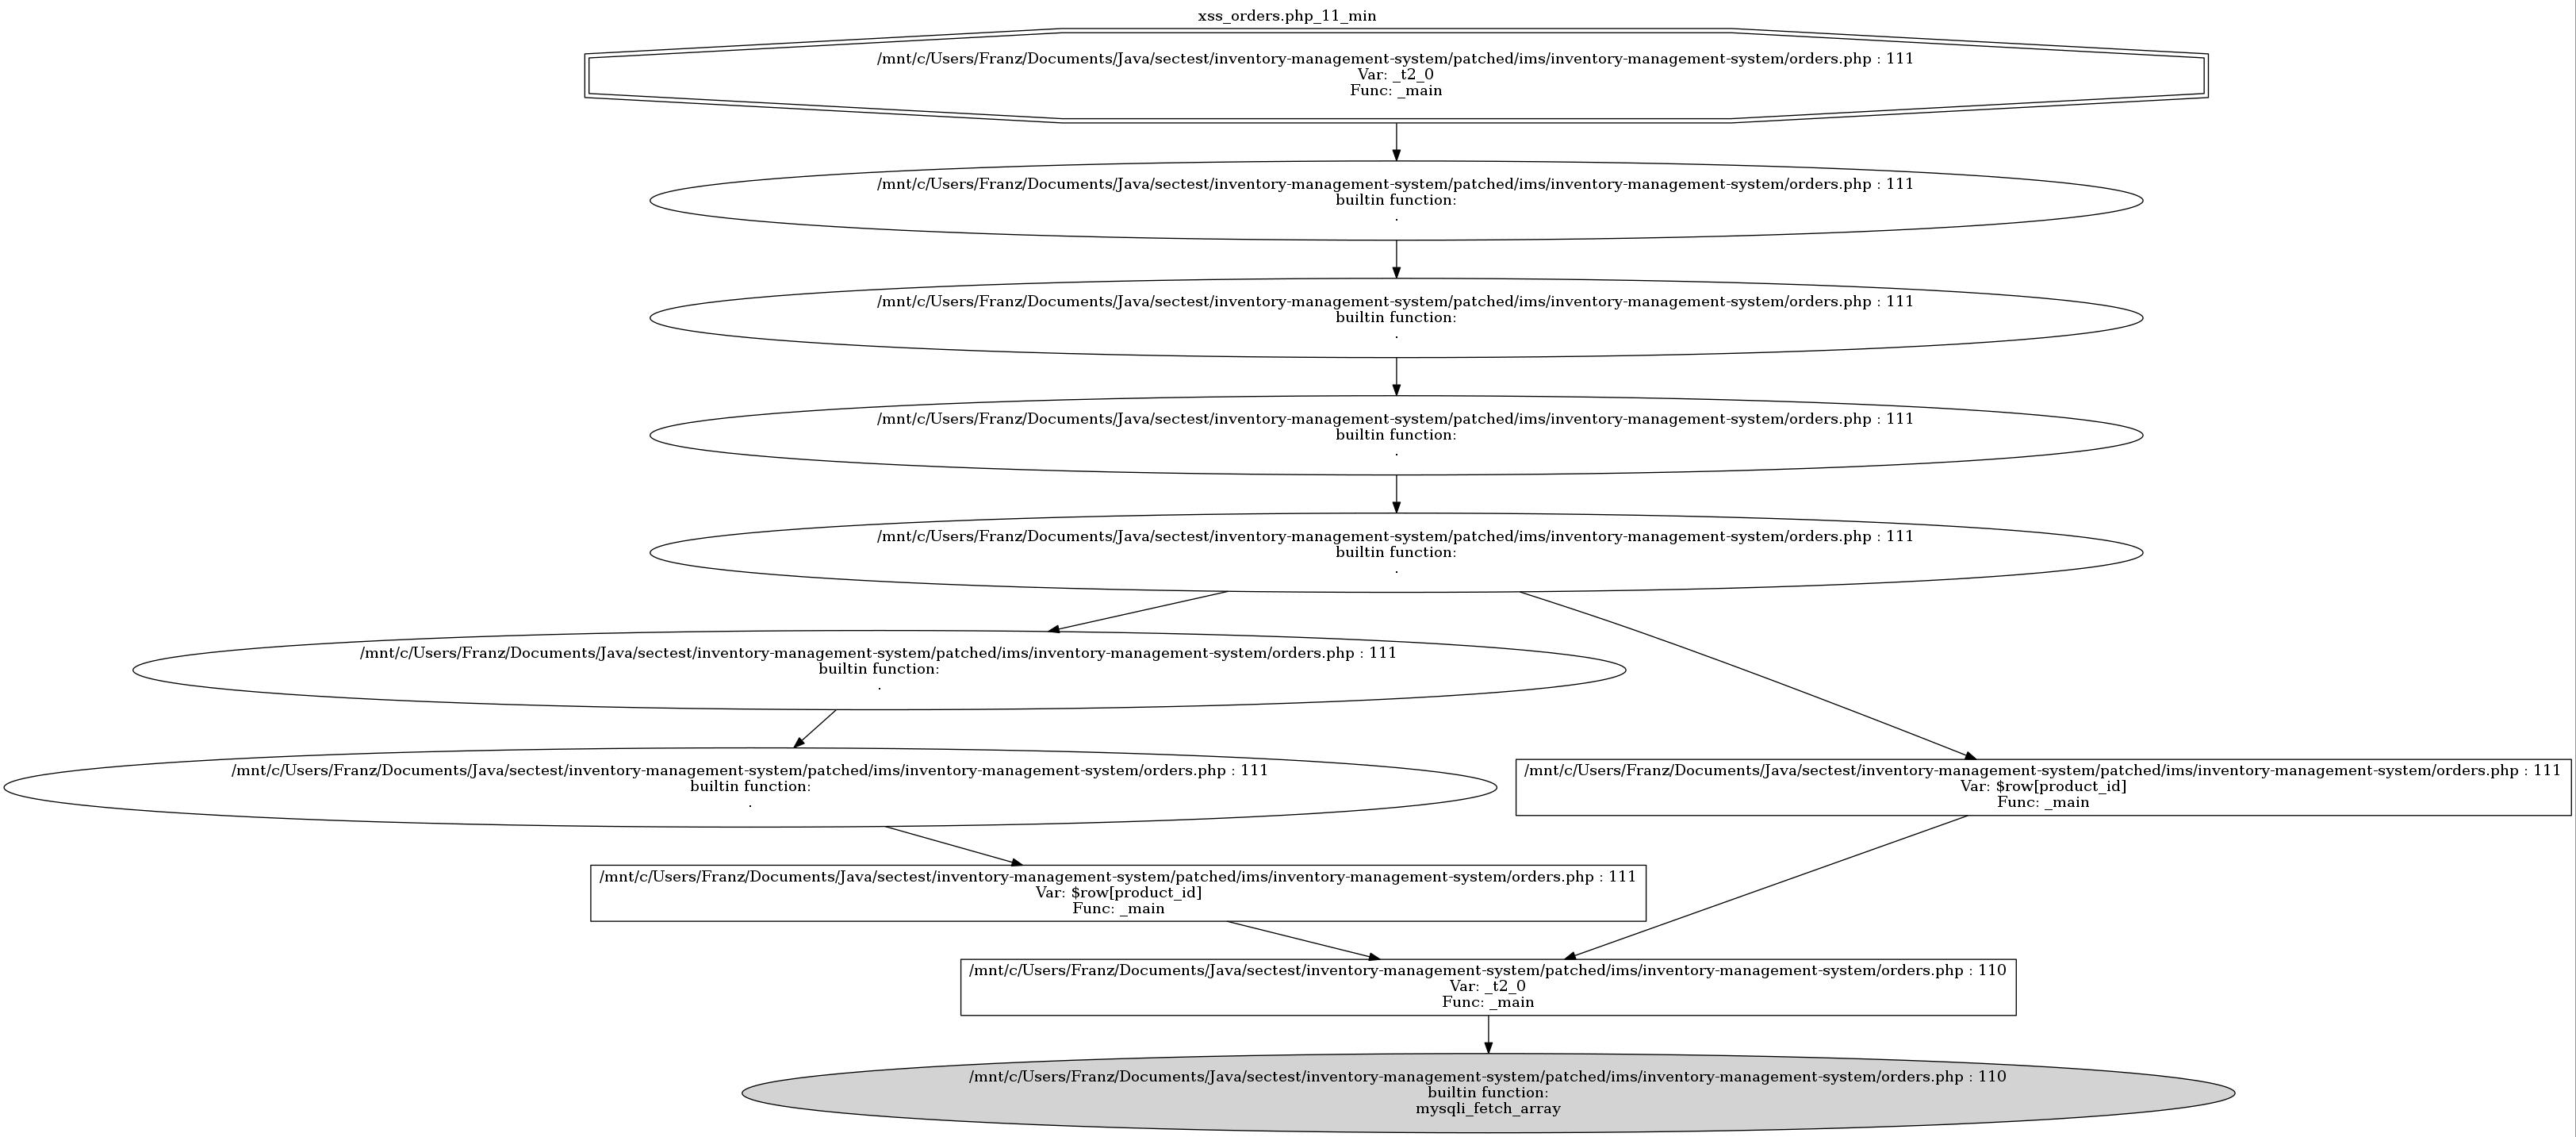 xss_orders.php_11_min
/mnt/c/Users/Franz/Documents/Java/sectest/inventory-management-system/patched/ims/inventory-management-system/orders.php : 111
Var: _t2_0
Func: _main
/mnt/c/Users/Franz/Documents/Java/sectest/inventory-management-system/patched/ims/inventory-management-system/orders.php : 111
builtin function:
.
/mnt/c/Users/Franz/Documents/Java/sectest/inventory-management-system/patched/ims/inventory-management-system/orders.php : 111
builtin function:
.
/mnt/c/Users/Franz/Documents/Java/sectest/inventory-management-system/patched/ims/inventory-management-system/orders.php : 111
builtin function:
.
/mnt/c/Users/Franz/Documents/Java/sectest/inventory-management-system/patched/ims/inventory-management-system/orders.php : 111
builtin function:
.
/mnt/c/Users/Franz/Documents/Java/sectest/inventory-management-system/patched/ims/inventory-management-system/orders.php : 111
builtin function:
.
/mnt/c/Users/Franz/Documents/Java/sectest/inventory-management-system/patched/ims/inventory-management-system/orders.php : 111
builtin function:
.
/mnt/c/Users/Franz/Documents/Java/sectest/inventory-management-system/patched/ims/inventory-management-system/orders.php : 111
Var: $row[product_id]
Func: _main
/mnt/c/Users/Franz/Documents/Java/sectest/inventory-management-system/patched/ims/inventory-management-system/orders.php : 111
Var: $row[product_id]
Func: _main
/mnt/c/Users/Franz/Documents/Java/sectest/inventory-management-system/patched/ims/inventory-management-system/orders.php : 110
Var: _t2_0
Func: _main
/mnt/c/Users/Franz/Documents/Java/sectest/inventory-management-system/patched/ims/inventory-management-system/orders.php : 110
builtin function:
mysqli_fetch_array